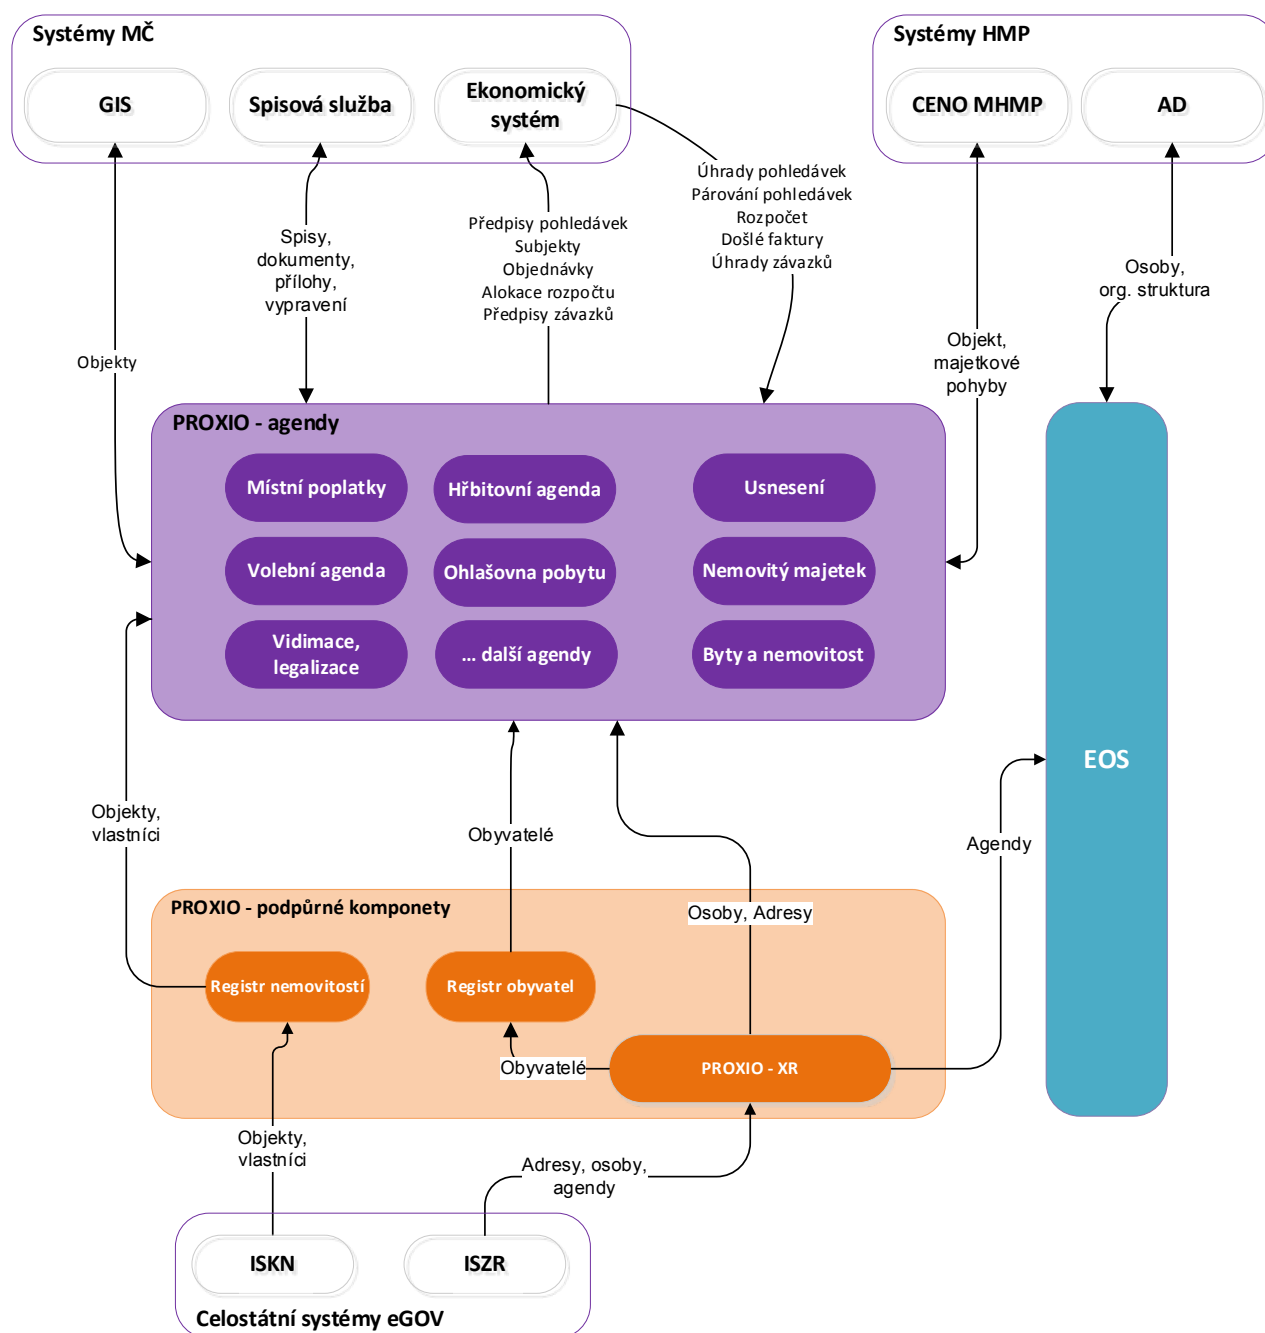 Systémy MČ
GIS
Spisová služba
Ekonomický
systém
Systémy HMP
CENO MHMP
AD
Úhrady pohledávek
Párování pohledávek
Rozpočet
Došlé faktury
Úhrady závazků
Předpisy pohledávek
Subjekty
Objednávky
Alokace rozpočtu
Předpisy závazků
Spisy,
dokumenty,
přílohy,
vypravení
Osoby,
org. struktura
Objekty
Objekt,
majetkové
pohyby
PROXIO - agendy
Místní poplatky
Hřbitovní agenda
Usnesení
Volební agenda
Ohlašovna pobytu
Nemovitý majetek
Vidimace,
legalizace
... další agendy
Byty a nemovitost
EOS
Objekty,
vlastníci
Obyvatelé
Agendy
Osoby, Adresy
PROXIO - podpůrné komponety
Registr nemovitostí
Registr obyvatel
Obyvatelé
PROXIO - XR
Objekty,
vlastníci
Adresy, osoby,
agendy
ISKN
ISZR
Celostátní systémy eGOV